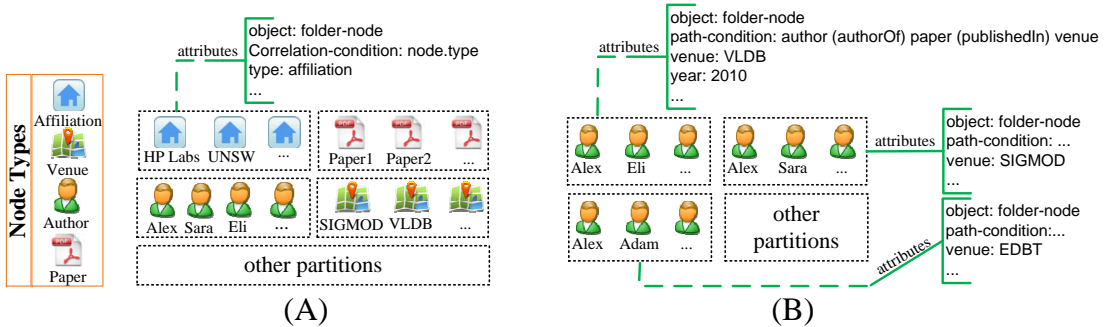 Node Types
Affiliation
Venue
Author
Paper
attributes
object: folder-node
Correlation-condition: node.type
type: affiliation
...
HP Labs UNSW ...
PDF PDF PDF
Paper1 Paper2 ...
Alex Sara Eli ...
SIGMOD VLDB ...
other partitions
(A)
attributes
object: folder-node
path-condition: author (authorOf) paper (publishedIn) venue
venue: VLDB
year: 2010
...
Alex Eli ...
Alex Sara ...
attributes
object: folder-node
path-condition: ...
venue: SIGMOD
...
Alex Adam ...
other
partitions
attributes
object: folder-node
path-condition:...
venue: EDBT
...
(B)